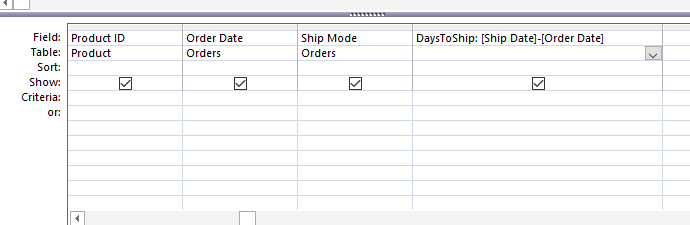 Field: Product ID Order Date Ship Mode DaysToShip: [Ship Date]-[Order Date]
Table: Product Orders Orders
Sort:
Show:
Criteria:
or: